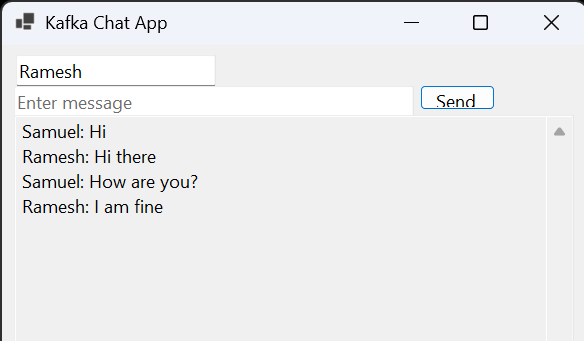 Kafka Chat App
Ramesh
Enter message
Send
Samuel: Hi
Ramesh: Hi there
Samuel: How are you?
Ramesh: I am fine